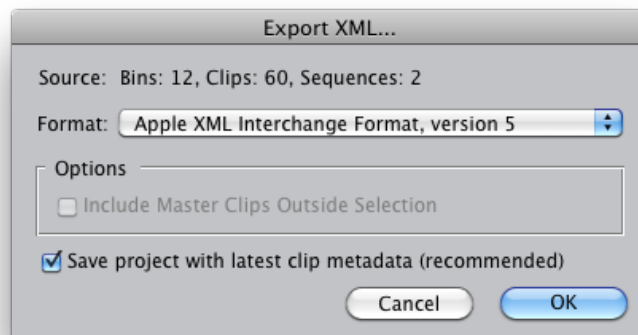 Export XML...
Source: Bins: 12, Clips: 60, Sequences: 2
Format: Apple XML Interchange Format, version 5
Options
Include Master Clips Outside Selection
Save project with latest clip metadata (recommended)
Cancel OK